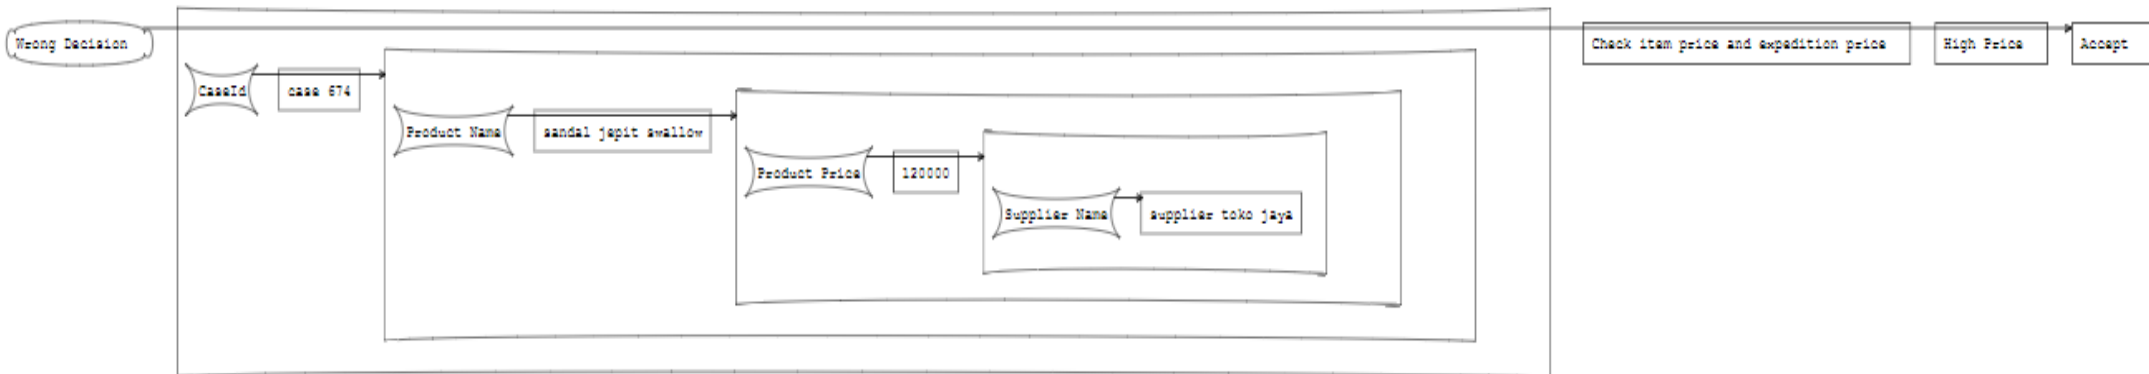 Wrong Decision
Check item price and expedition price
High Price
Accept
CaseId
case 674
Product Name
sandal jepit swallow
Product Price
120000
Supplier Name
supplier toko jaya